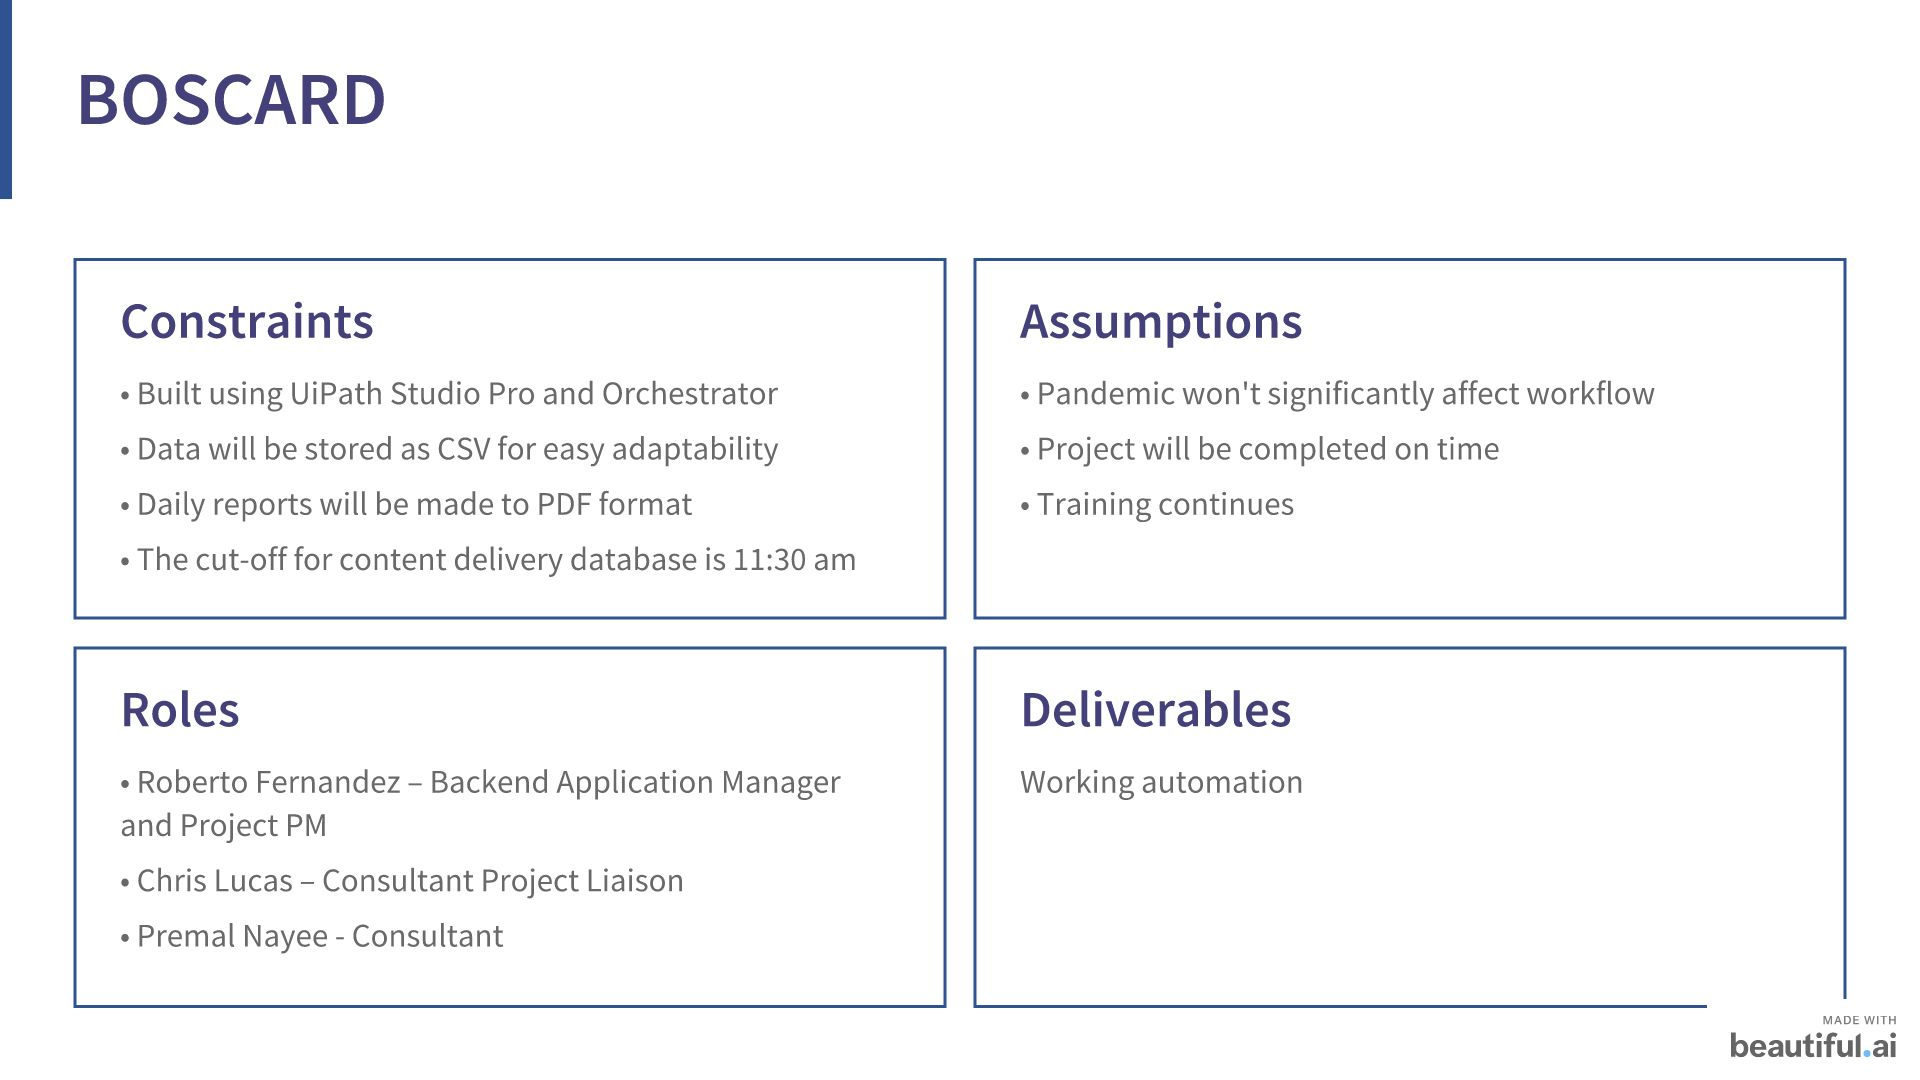 BOSCARD
Constraints
• Built using UiPath Studio Pro and Orchestrator
• Data will be stored as CSV for easy adaptability
• Daily reports will be made to PDF format
• The cut-off for content delivery database is 11:30 am
Assumptions
• Pandemic won't significantly affect workflow
• Project will be completed on time
• Training continues
Roles
• Roberto Fernandez – Backend Application Manager
and Project PM
• Chris Lucas – Consultant Project Liaison
• Premal Nayee - Consultant
Deliverables
Working automation
MADE WITH
beautiful.ai